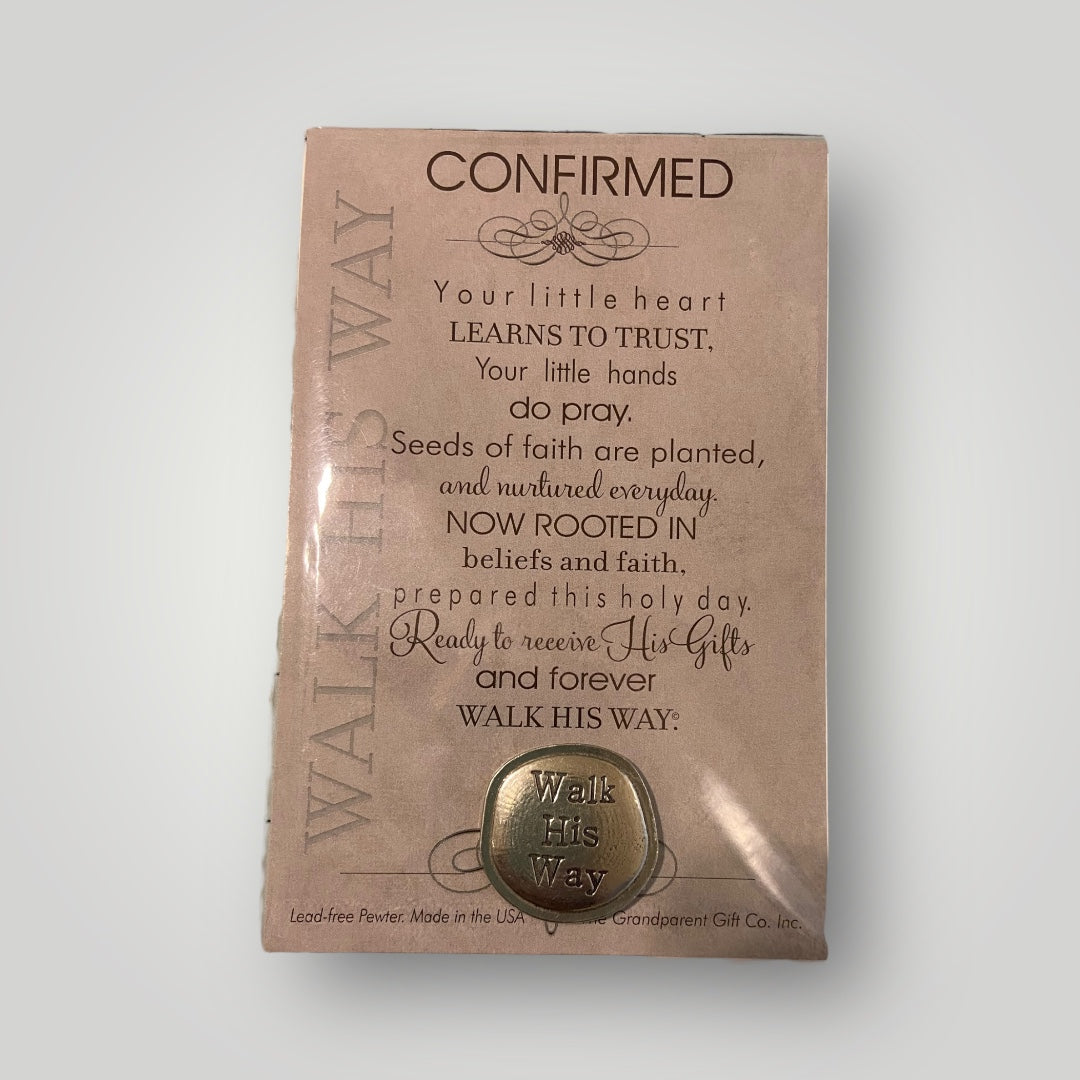 CONFIRMED
WALK HIS WAY
Your little heart
LEARNS TO TRUST,
Your little hands
do pray.
Seeds of faith are planted,
and nurtured everyday.
NOW ROOTED IN
beliefs and faith,
prepared this holy day.
Ready to receive His Gifts
and forever
WALK HIS WAY.©
Walk
His
Way
Lead-free Pewter. Made in the USA Grandparent Gift Co. Inc.